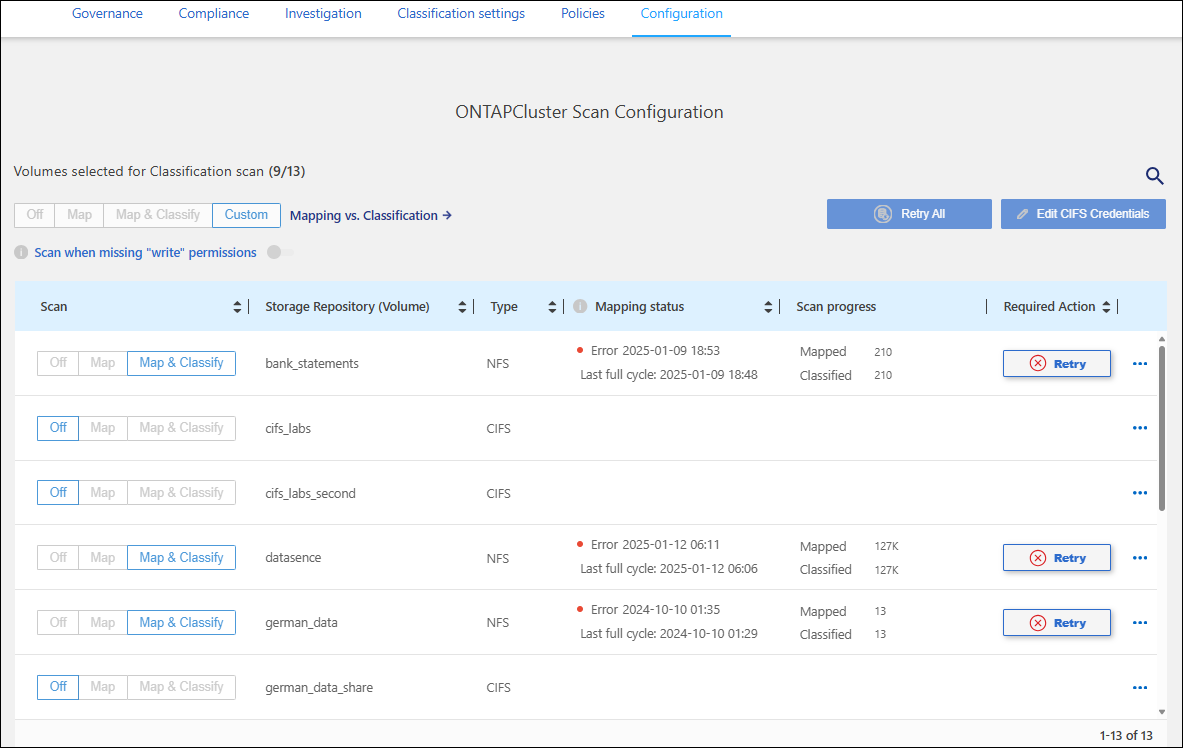 Governance Compliance Investigation Classification settings Policies Configuration
ONTAPCluster Scan Configuration
Volumes selected for Classification scan (9/13)
Off Map Map & Classify Custom Mapping vs. Classification → Retry All Edit CIFS Credentials
Scan when missing "write" permissions
Scan Storage Repository (Volume) Type Mapping status Scan progress Required Action
Off Map Map & Classify bank_statements NFS Error 2025-01-09 18:53 Mapped 210 Retry
Last full cycle: 2025-01-09 18:48 Classified 210
Off Map Map & Classify cifs_labs CIFS
Off Map Map & Classify cifs_labs_second CIFS
Off Map Map & Classify datasence NFS Error 2025-01-12 06:11 Mapped 127K Retry
Last full cycle: 2025-01-12 06:06 Classified 127K
Off Map Map & Classify german_data NFS Error 2024-10-10 01:35 Mapped 13 Retry
Last full cycle: 2024-10-10 01:29 Classified 13
Off Map Map & Classify german_data_share CIFS
1-13 of 13